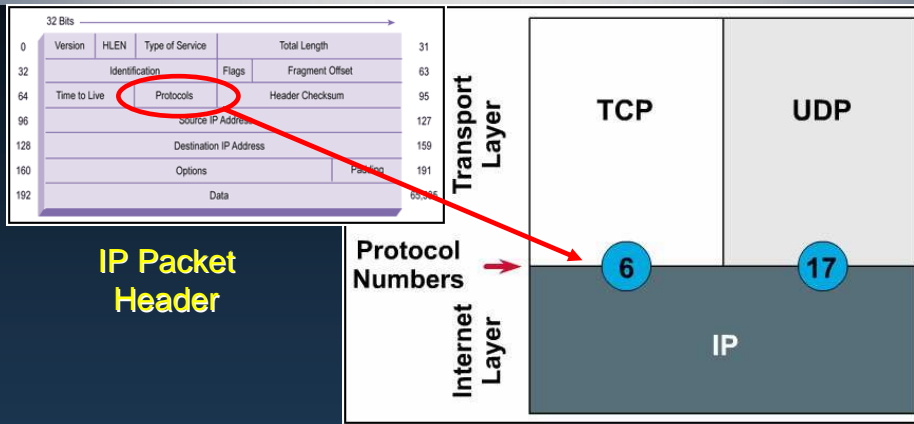 32 Bits
0 Version HLEN Type of Service Total Length 31
32 Identification Flags Fragment Offset 63
64 Time to Live Protocols Header Checksum 95
96 Source IP Address 127
128 Destination IP Address 159
160 Options Padding 191
192 Data 65,535
IP Packet
Header
Transport
Layer
TCP
UDP
Protocol
Numbers
6
17
Internet
Layer
IP